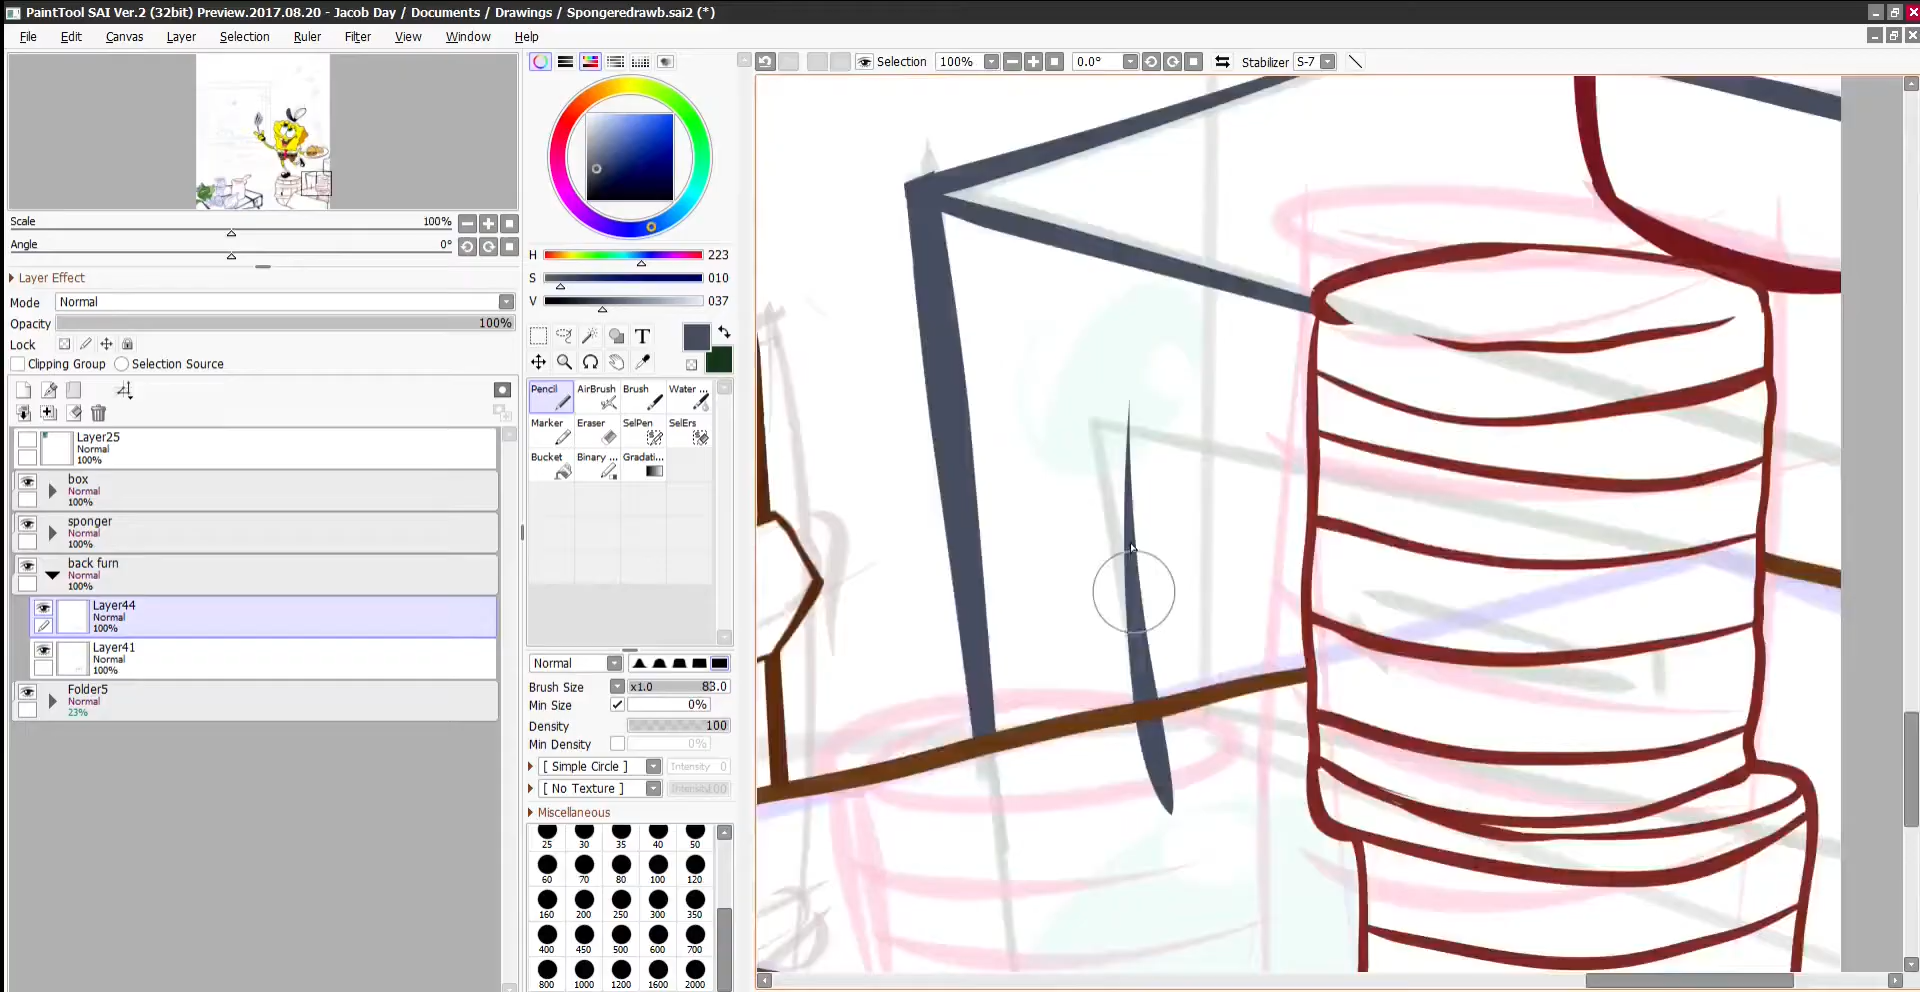 PaintTool SAI Ver.2 (32bit) Preview.2017.08.20 - Jacob Day / Documents / Drawings / Spongeredrawb.sai2 (*)
File Edit Canvas Layer Selection Ruler Filter View Window Help
Selection 100% 0.0° Stabilizer S-7
Scale 100%
Angle 0°
Layer Effect
Mode Normal
Opacity 100%
Lock
Clipping Group Selection Source
Layer25
Normal
100%
box
Normal
100%
sponger
Normal
100%
back furn
Normal
100%
Layer44
Normal
100%
Layer41
Normal
100%
Folder5
Normal
23%
H 223
S 010
V 037
T
Pencil AirBrush Brush Water ...
Marker Eraser SelPen SelErs
Bucket Binary ... Gradati...
Normal
Brush Size x1.0 83.0
Min Size 0%
Density 100
Min Density 0%
[ Simple Circle ] Intensity 0
[ No Texture ]
Miscellaneous
25 30 35 40 50
60 70 80 100 120
160 200 250 300 350
400 450 500 600 700
800 1000 1200 1600 2000